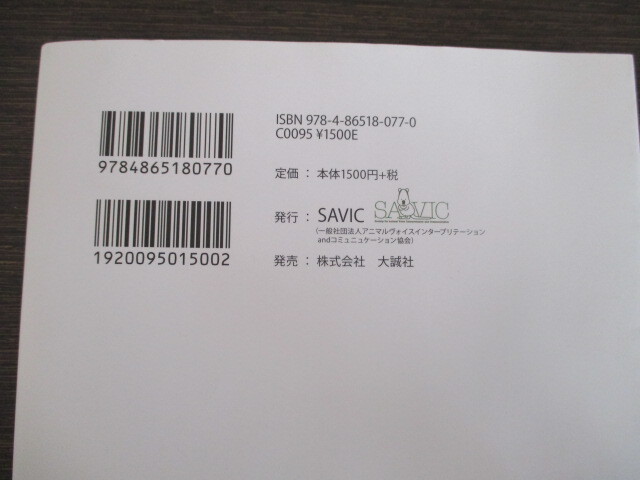 ISBN 978-4-86518-077-0
C0095 ¥1500E
9784865180770
定価 : 本体1500円+税
発行 : SAVIC SAVIC
(一般社団法人アニマルヴォイスインタープリテーション
andコミュニュケーション協会)
1920095015002
発売 : 株式会社 大誠社